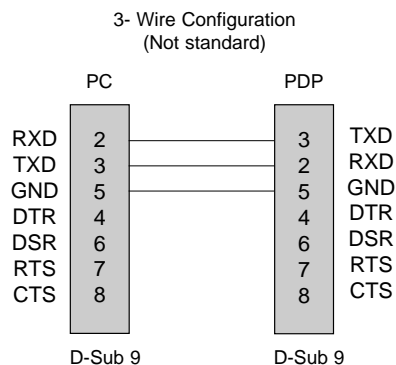 3- Wire Configuration
(Not standard)
PC PDP
RXD 2 3 TXD
TXD 3 2 RXD
GND 5 5 GND
DTR 4 4 DTR
DSR 6 6 DSR
RTS 7 7 RTS
CTS 8 8 CTS
D-Sub 9 D-Sub 9